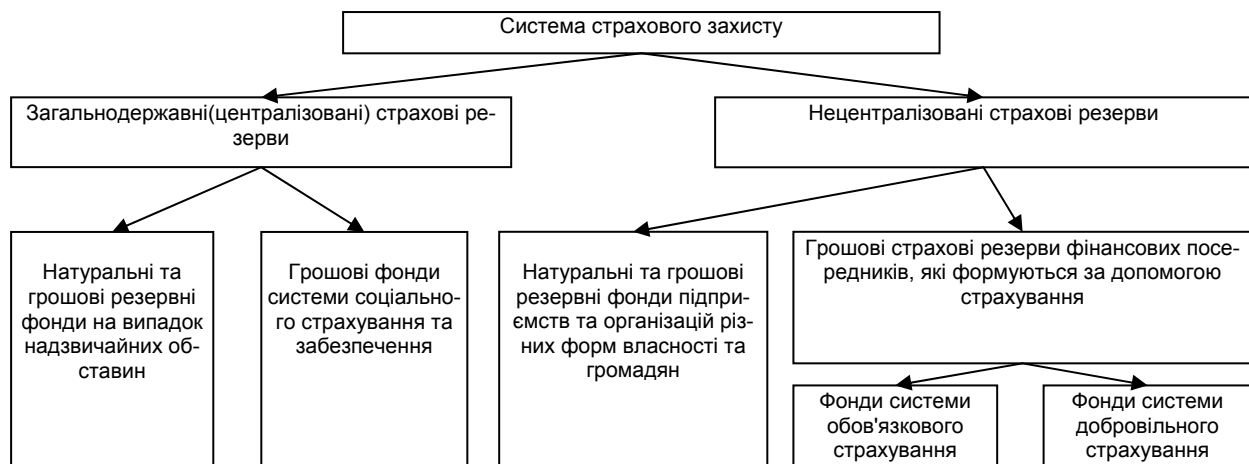 Система страхового захисту
Загальнодержавні(централізовані) страхові ре-
зерви
Нецентралізовані страхові резерви
Натуральні та
грошові резервні
фонди на випадок
надзвичайних об-
ставин
Грошові фонди
системи соціально-
го страхування та
забезпечення
Натуральні та грошові
резервні фонди підпри-
ємств та організацій різ-
них форм власності та
громадян
Грошові страхові резерви фінансових посе-
редників, які формуються за допомогою
страхування
Фонди системи
обов'язкового
страхування
Фонди системи
добровільного
страхування